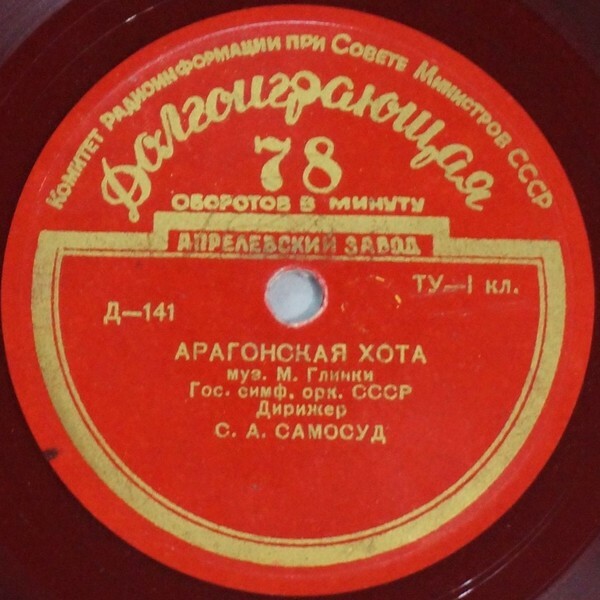 Комитет Радиоинформации при Совете Министров СССР
Долгоиграющая
78
ОБОРОТОВ В МИНУТУ
АПРЕЛЕВСКИЙ ЗАВОД
Д—141
ТУ—I кл.
АРАГОНСКАЯ ХОТА
муз. М. Глинки
Гос. симф. орк. СССР
Дирижер
С. А. САМОСУД